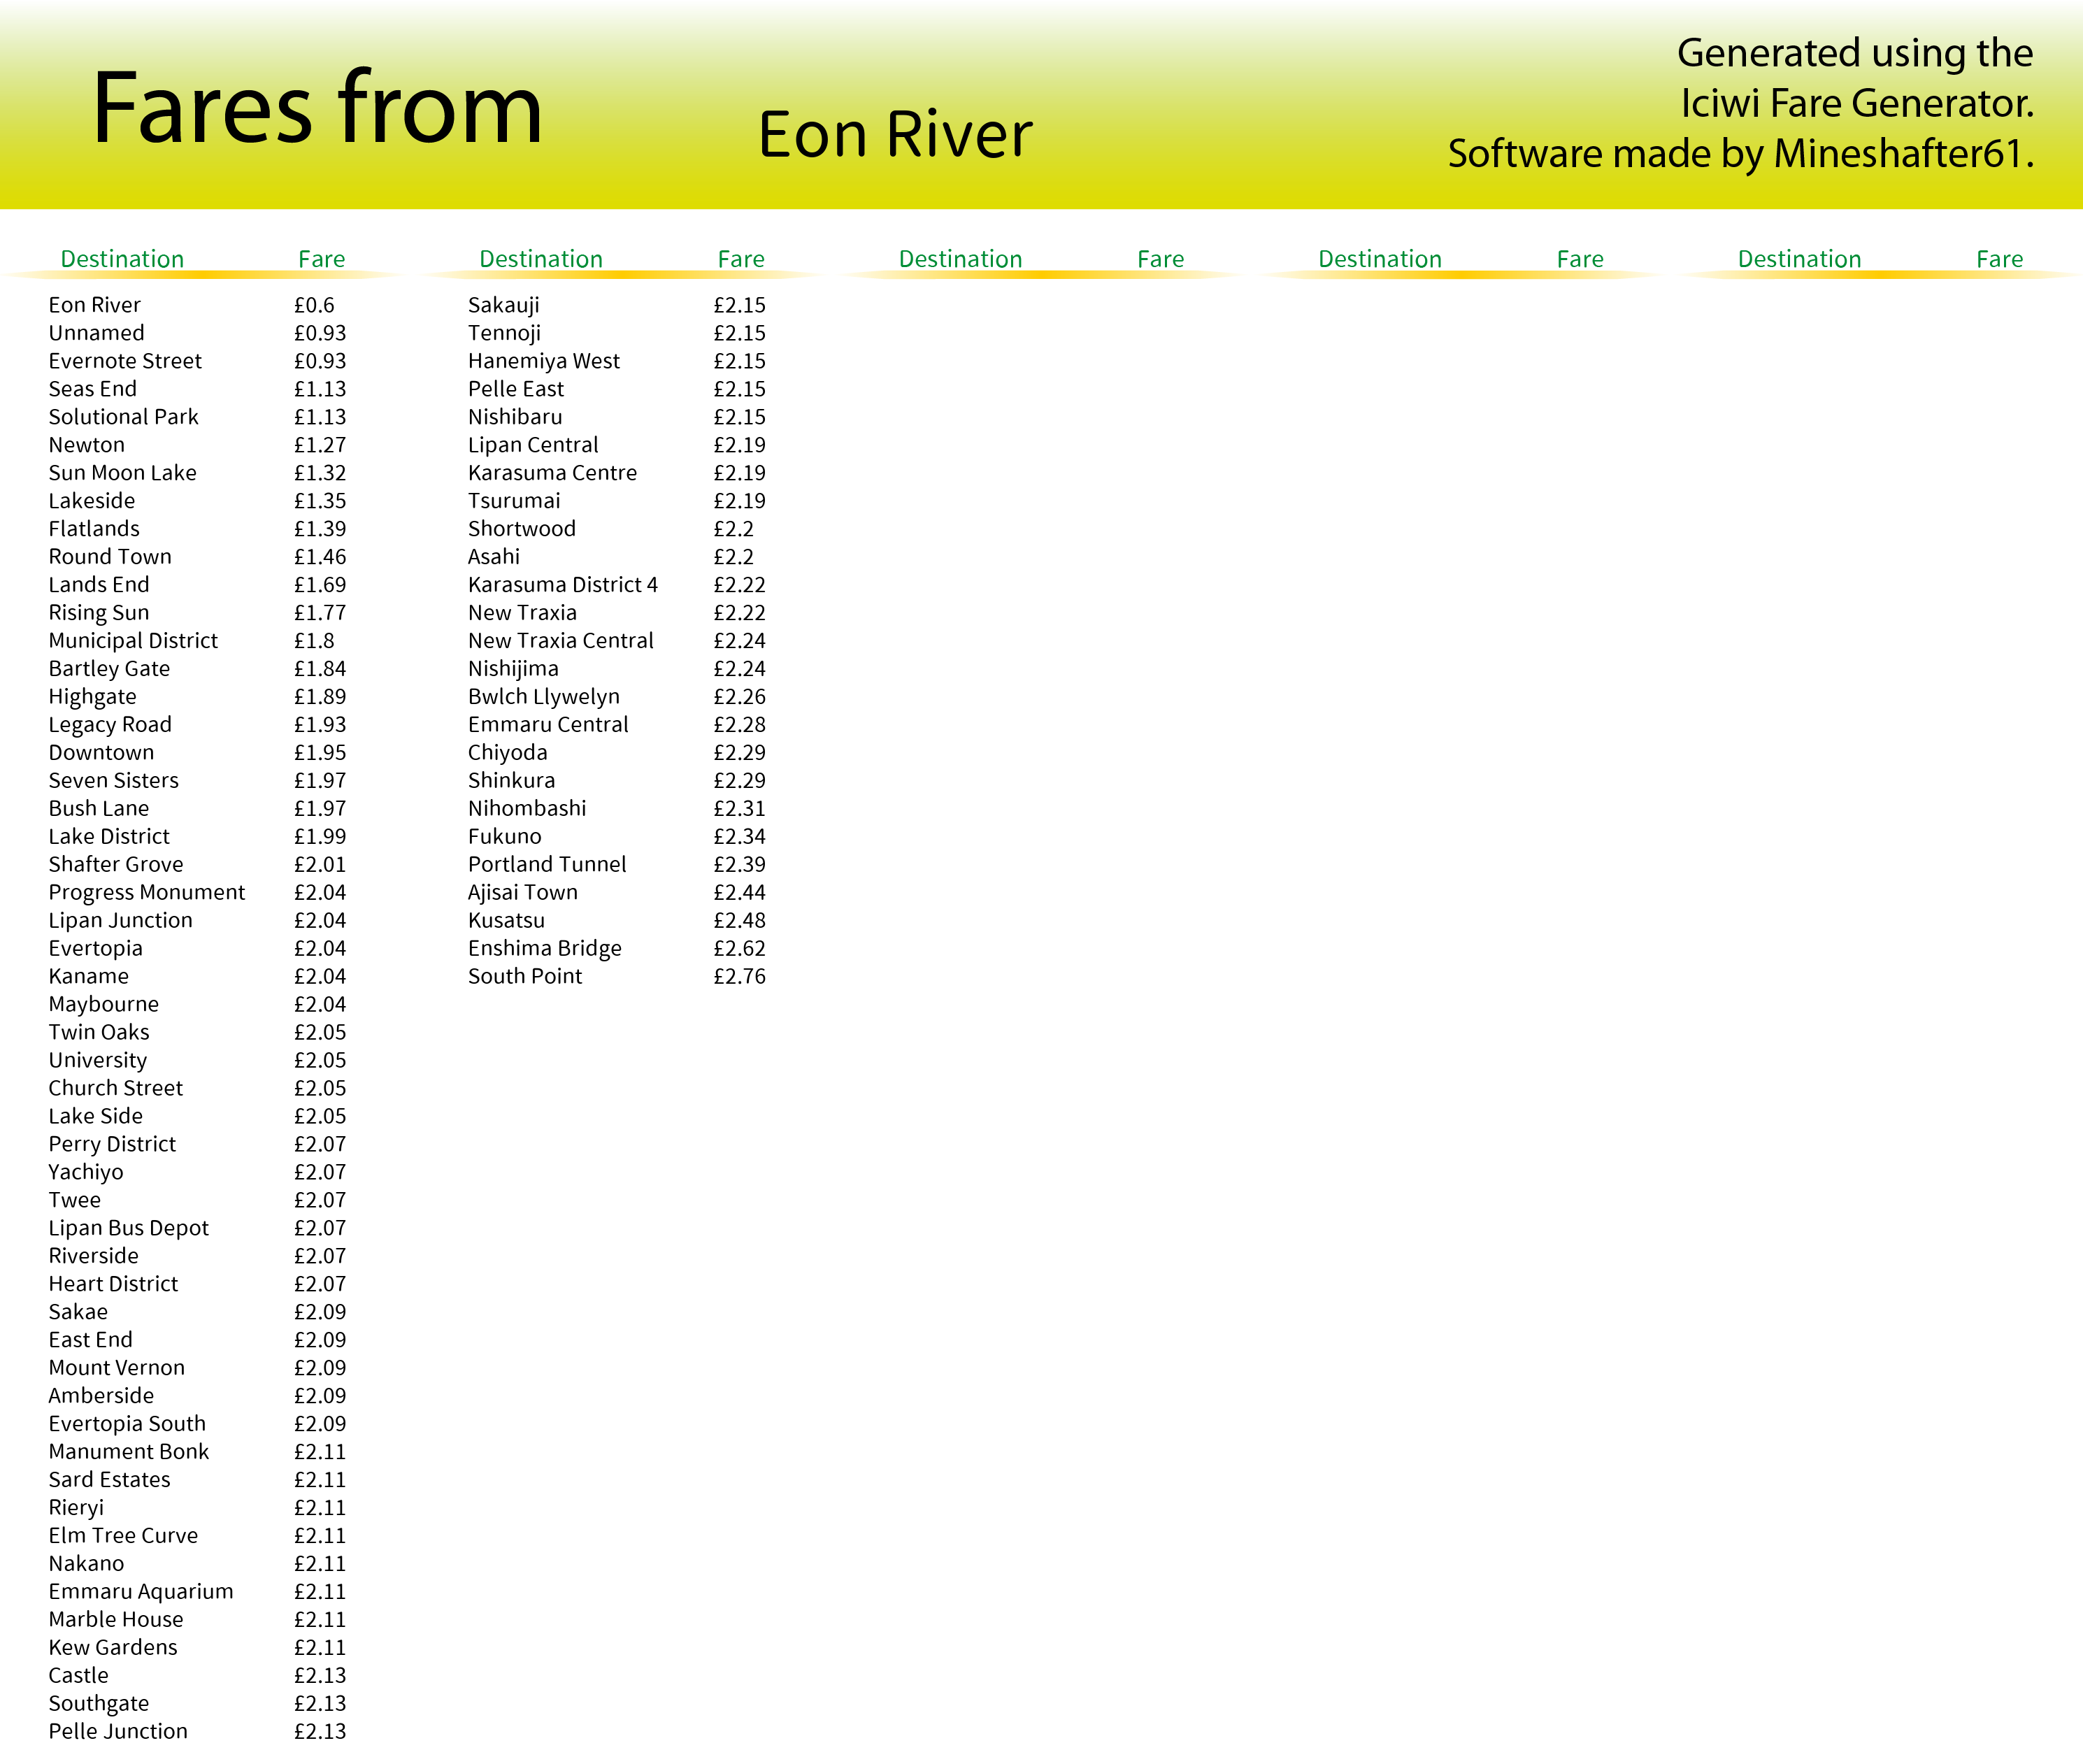 Fares from
Eon River
Generated using the
Iciwi Fare Generator.
Software made by Mineshafter61.
Destination Fare
Eon River £0.6
Unnamed £0.93
Evernote Street £0.93
Seas End £1.13
Solutional Park £1.13
Newton £1.27
Sun Moon Lake £1.32
Lakeside £1.35
Flatlands £1.39
Round Town £1.46
Lands End £1.69
Rising Sun £1.77
Municipal District £1.8
Bartley Gate £1.84
Highgate £1.89
Legacy Road £1.93
Downtown £1.95
Seven Sisters £1.97
Bush Lane £1.97
Lake District £1.99
Shafter Grove £2.01
Progress Monument £2.04
Lipan Junction £2.04
Evertopia £2.04
Kaname £2.04
Maybourne £2.04
Twin Oaks £2.05
University £2.05
Church Street £2.05
Lake Side £2.05
Perry District £2.07
Yachiyo £2.07
Twee £2.07
Lipan Bus Depot £2.07
Riverside £2.07
Heart District £2.07
Sakae £2.09
East End £2.09
Mount Vernon £2.09
Amberside £2.09
Evertopia South £2.09
Manument Bonk £2.11
Sard Estates £2.11
Rieryi £2.11
Elm Tree Curve £2.11
Nakano £2.11
Emmaru Aquarium £2.11
Marble House £2.11
Kew Gardens £2.11
Castle £2.13
Southgate £2.13
Pelle Junction £2.13
Destination Fare
Sakauji £2.15
Tennoji £2.15
Hanemiya West £2.15
Pelle East £2.15
Nishibaru £2.15
Lipan Central £2.19
Karasuma Centre £2.19
Tsurumai £2.19
Shortwood £2.2
Asahi £2.2
Karasuma District 4 £2.22
New Traxia £2.22
New Traxia Central £2.24
Nishijima £2.24
Bwlch Llywelyn £2.26
Emmaru Central £2.28
Chiyoda £2.29
Shinkura £2.29
Nihombashi £2.31
Fukuno £2.34
Portland Tunnel £2.39
Ajisai Town £2.44
Kusatsu £2.48
Enshima Bridge £2.62
South Point £2.76
Destination Fare
Destination Fare
Destination Fare